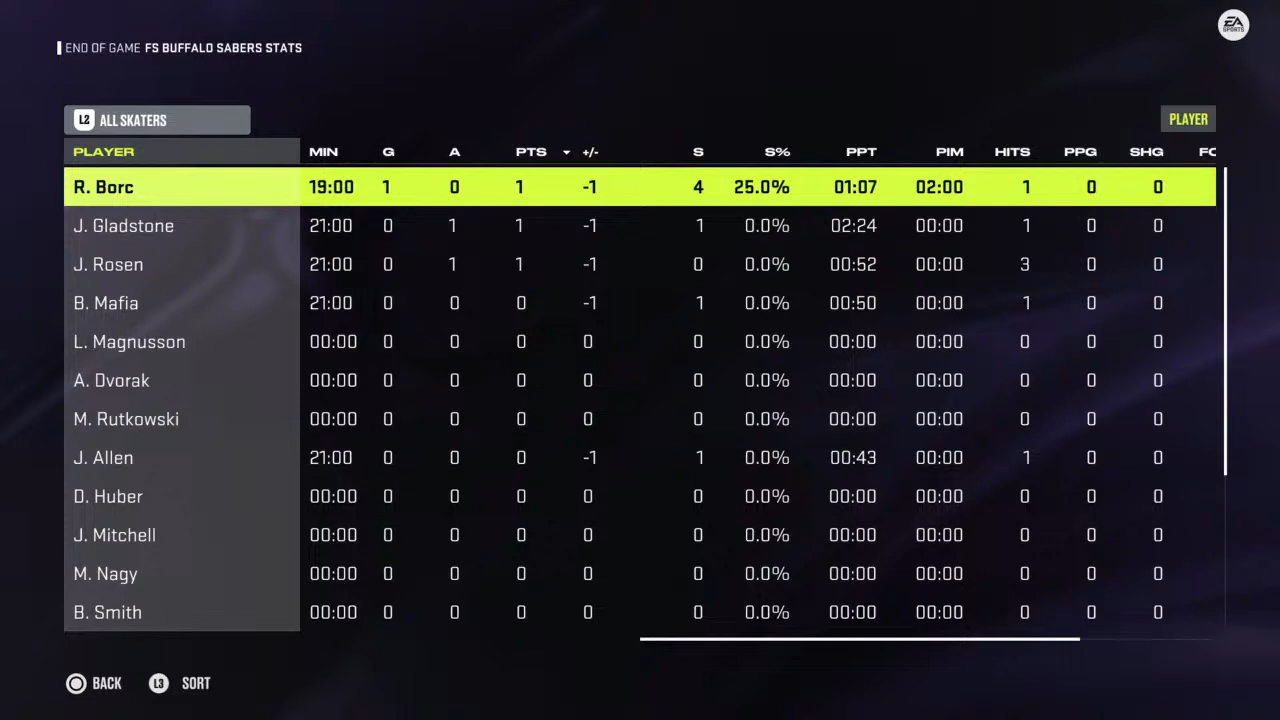 EA
SPORTS
END OF GAME FS BUFFALO SABERS STATS
L2 ALL SKATERS
PLAYER
PLAYER MIN G A PTS +/- S S% PPT PIM HITS PPG SHG FC
R. Borc 19:00 1 0 1 -1 4 25.0% 01:07 02:00 1 0 0
J. Gladstone 21:00 0 1 1 -1 1 0.0% 02:24 00:00 1 0 0
J. Rosen 21:00 0 1 1 -1 0 0.0% 00:52 00:00 3 0 0
B. Mafia 21:00 0 0 0 -1 1 0.0% 00:50 00:00 1 0 0
L. Magnusson 00:00 0 0 0 0 0 0.0% 00:00 00:00 0 0 0
A. Dvorak 00:00 0 0 0 0 0 0.0% 00:00 00:00 0 0 0
M. Rutkowski 00:00 0 0 0 0 0 0.0% 00:00 00:00 0 0 0
J. Allen 21:00 0 0 0 -1 1 0.0% 00:43 00:00 1 0 0
D. Huber 00:00 0 0 0 0 0 0.0% 00:00 00:00 0 0 0
J. Mitchell 00:00 0 0 0 0 0 0.0% 00:00 00:00 0 0 0
M. Nagy 00:00 0 0 0 0 0 0.0% 00:00 00:00 0 0 0
B. Smith 00:00 0 0 0 0 0 0.0% 00:00 00:00 0 0 0
BACK L3 SORT